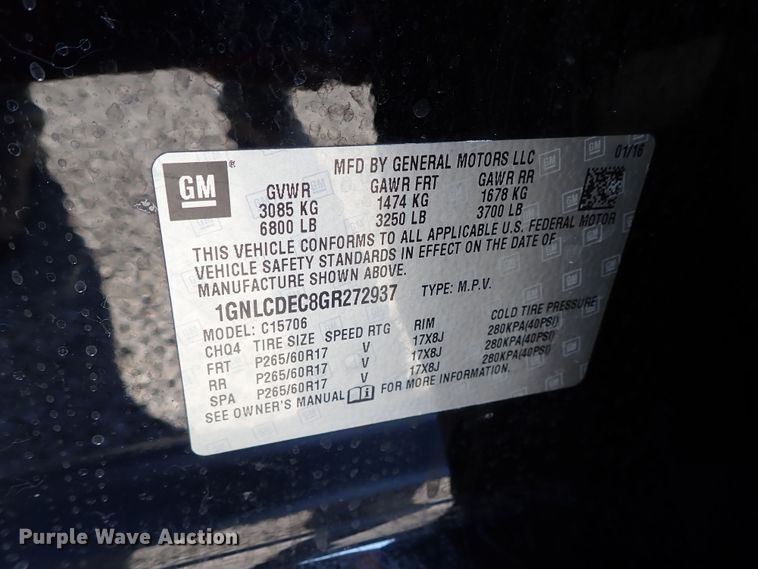 GM ® MFD BY GENERAL MOTORS LLC 01/16
GVWR GAWR FRT GAWR RR
3085 KG 1474 KG 1678 KG
6800 LB 3250 LB 3700 LB
THIS VEHICLE CONFORMS TO ALL APPLICABLE U.S. FEDERAL MOTOR
VEHICLE SAFETY STANDARDS IN EFFECT ON THE DATE OF
MANUFACTURE SHOWN ABOVE.
1GNLCDEC8GR272937 TYPE: M.P.V.
MODEL: C15706
CHQ4 TIRE SIZE SPEED RTG RIM COLD TIRE PRESSURE
FRT P265/60R17 V 17X8J 280KPA(40PSI)
RR P265/60R17 V 17X8J 280KPA(40PSI)
SPA P265/60R17 V 17X8J 280KPA(40PSI)
SEE OWNER'S MANUAL FOR MORE INFORMATION.
Purple Wave Auction